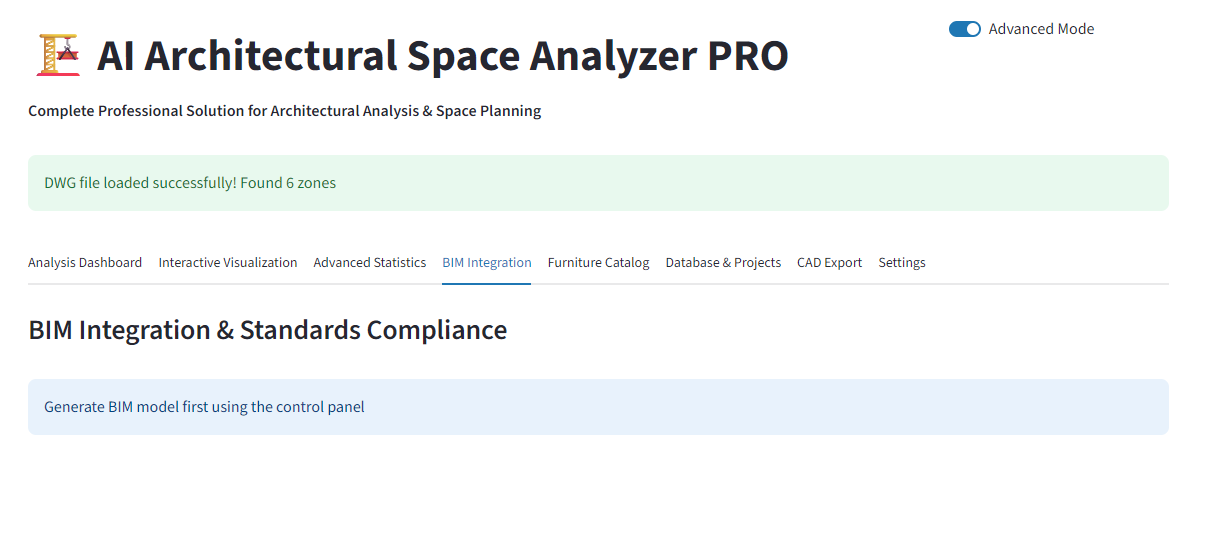 Advanced Mode
AI Architectural Space Analyzer PRO
Complete Professional Solution for Architectural Analysis & Space Planning
DWG file loaded successfully! Found 6 zones
Analysis Dashboard Interactive Visualization Advanced Statistics BIM Integration Furniture Catalog Database & Projects CAD Export Settings
BIM Integration & Standards Compliance
Generate BIM model first using the control panel